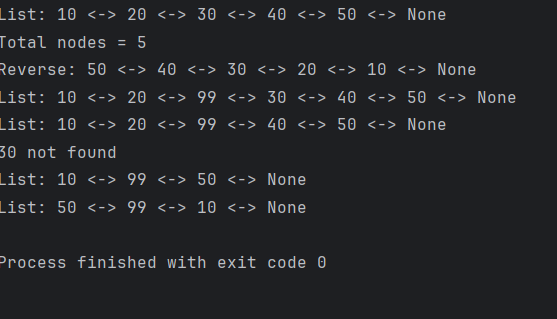 List: 10 <-> 20 <-> 30 <-> 40 <-> 50 <-> None
Total nodes = 5
Reverse: 50 <-> 40 <-> 30 <-> 20 <-> 10 <-> None
List: 10 <-> 20 <-> 99 <-> 30 <-> 40 <-> 50 <-> None
List: 10 <-> 20 <-> 99 <-> 40 <-> 50 <-> None
30 not found
List: 10 <-> 99 <-> 50 <-> None
List: 50 <-> 99 <-> 10 <-> None
Process finished with exit code 0